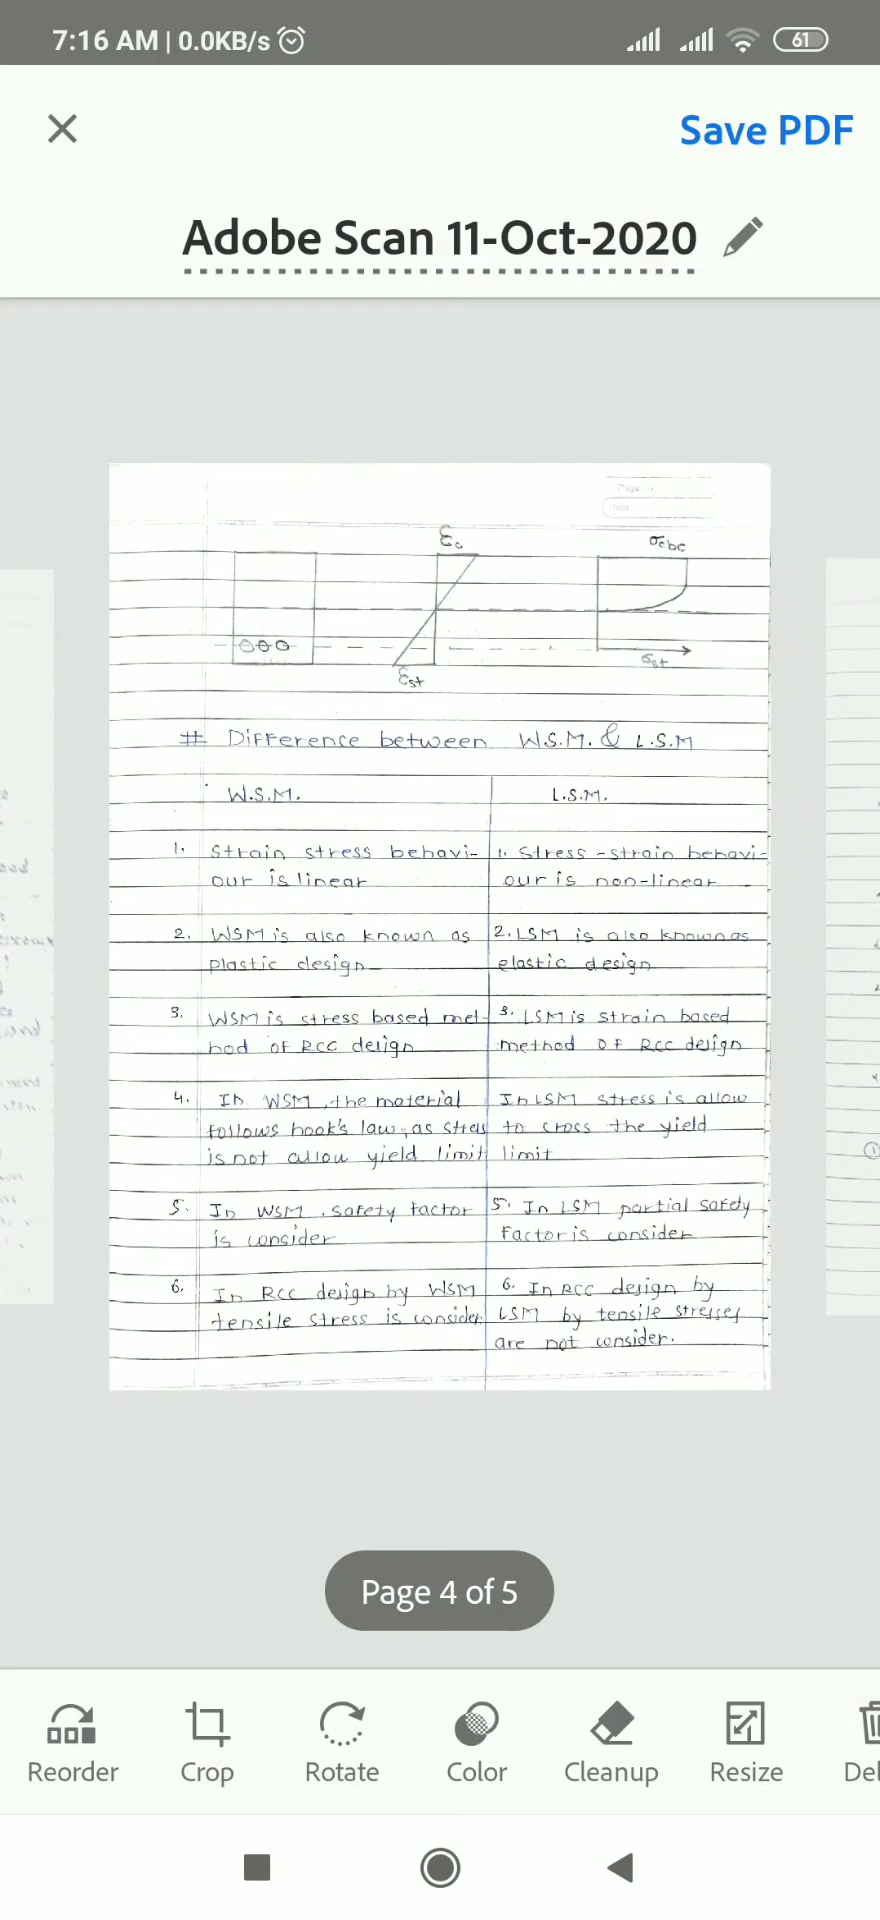 7:16 AM | 0.0KB/s
61
Save PDF
Adobe Scan 11-Oct-2020
Page
εc
σcbc
εst
σst
# Difference between W.S.M. & L.S.M
W.S.M.
L.S.M.
1. Strain stress behavi-
our is linear
1. Stress - strain behavi-
our is non-linear
2. WSM is also known as
plastic design
2. LSM is also known as
elastic design
3. WSM is stress based met-
hod of RCC design
3. LSM is strain based
method of RCC design
4. In WSM, the material
follows hook's law, as stress
is not allow yield limit
In LSM stress is allow
to cross the yield
limit
5. In WSM, safety factor
is consider
5. In LSM partial safety
factor is consider
6. In RCC design by WSM
tensile stress is consider
6. In RCC design by
LSM by tensile stresses
are not consider.
Page 4 of 5
Reorder
Crop
Rotate
Color
Cleanup
Resize
Del